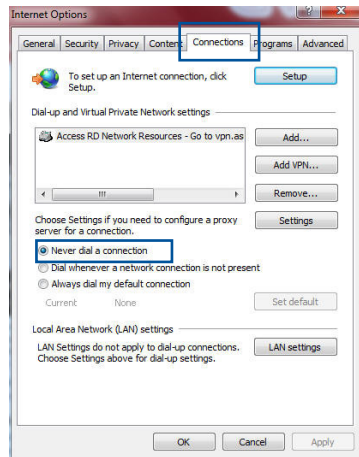 Internet Options
General Security Privacy Content Connections Programs Advanced
To set up an Internet connection, click
Setup.
Setup
Dial-up and Virtual Private Network settings
Access RD Network Resources - Go to vpn.as
Add...
Add VPN...
Remove...
Choose Settings if you need to configure a proxy
server for a connection.
Settings
Never dial a connection
Dial whenever a network connection is not present
Always dial my default connection
Current None
Set default
Local Area Network (LAN) settings
LAN Settings do not apply to dial-up connections.
Choose Settings above for dial-up settings.
LAN settings
OK Cancel Apply